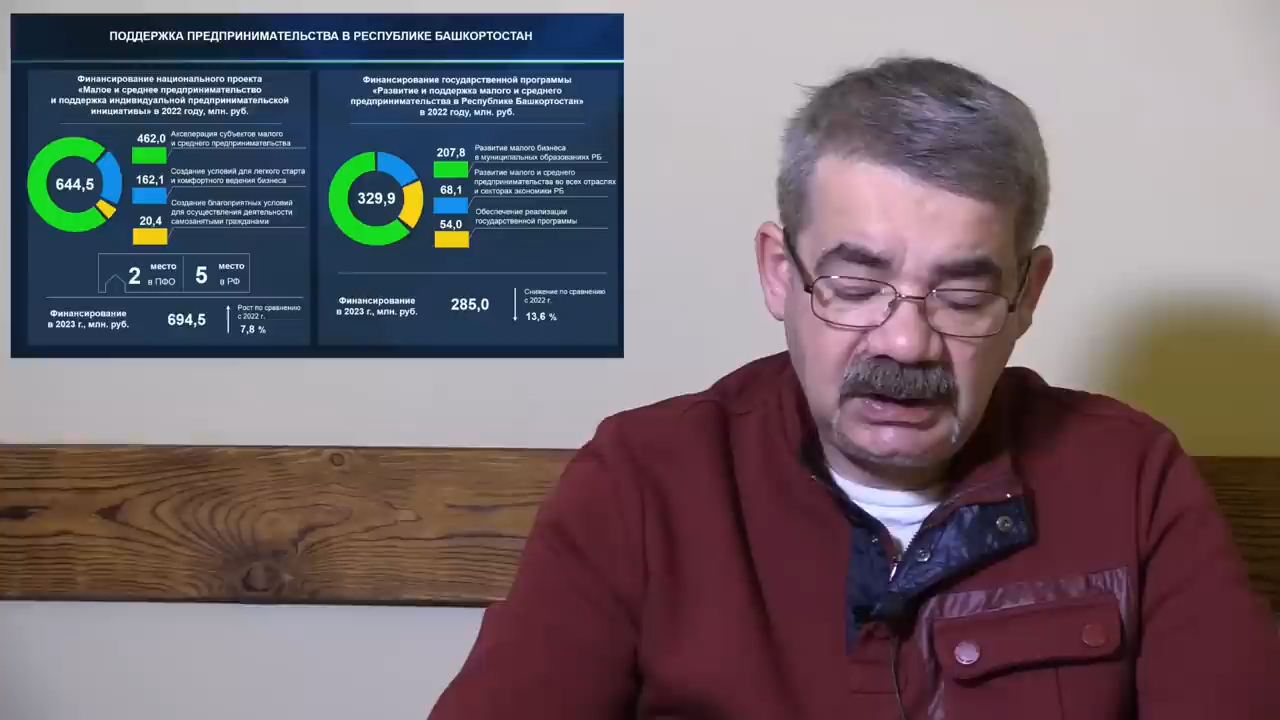 ПОДДЕРЖКА ПРЕДПРИНИМАТЕЛЬСТВА В РЕСПУБЛИКЕ БАШКОРТОСТАН
Финансирование национального проекта
«Малое и среднее предпринимательство
и поддержка индивидуальной предпринимательской
инициативы» в 2022 году, млн. руб.
644,5
462,0
Акселерация субъектов малого
и среднего предпринимательства
162,1
Создание условий для легкого старта
и комфортного ведения бизнеса
20,4
Создание благоприятных условий
для осуществления деятельности
самозанятыми гражданами
2 место
в ПФО
5 место
в РФ
Финансирование
в 2023 г., млн. руб.
694,5
Рост по сравнению
с 2022 г.
7,8 %
Финансирование государственной программы
«Развитие и поддержка малого и среднего
предпринимательства в Республике Башкортостан»
в 2022 году, млн. руб.
329,9
207,8
Развитие малого бизнеса
в муниципальных образованиях РБ
68,1
Развитие малого и среднего
предпринимательства во всех отраслях
и секторах экономики РБ
54,0
Обеспечение реализации
государственной программы
Финансирование
в 2023 г., млн. руб.
285,0
Снижение по сравнению
с 2022 г.
13,6 %